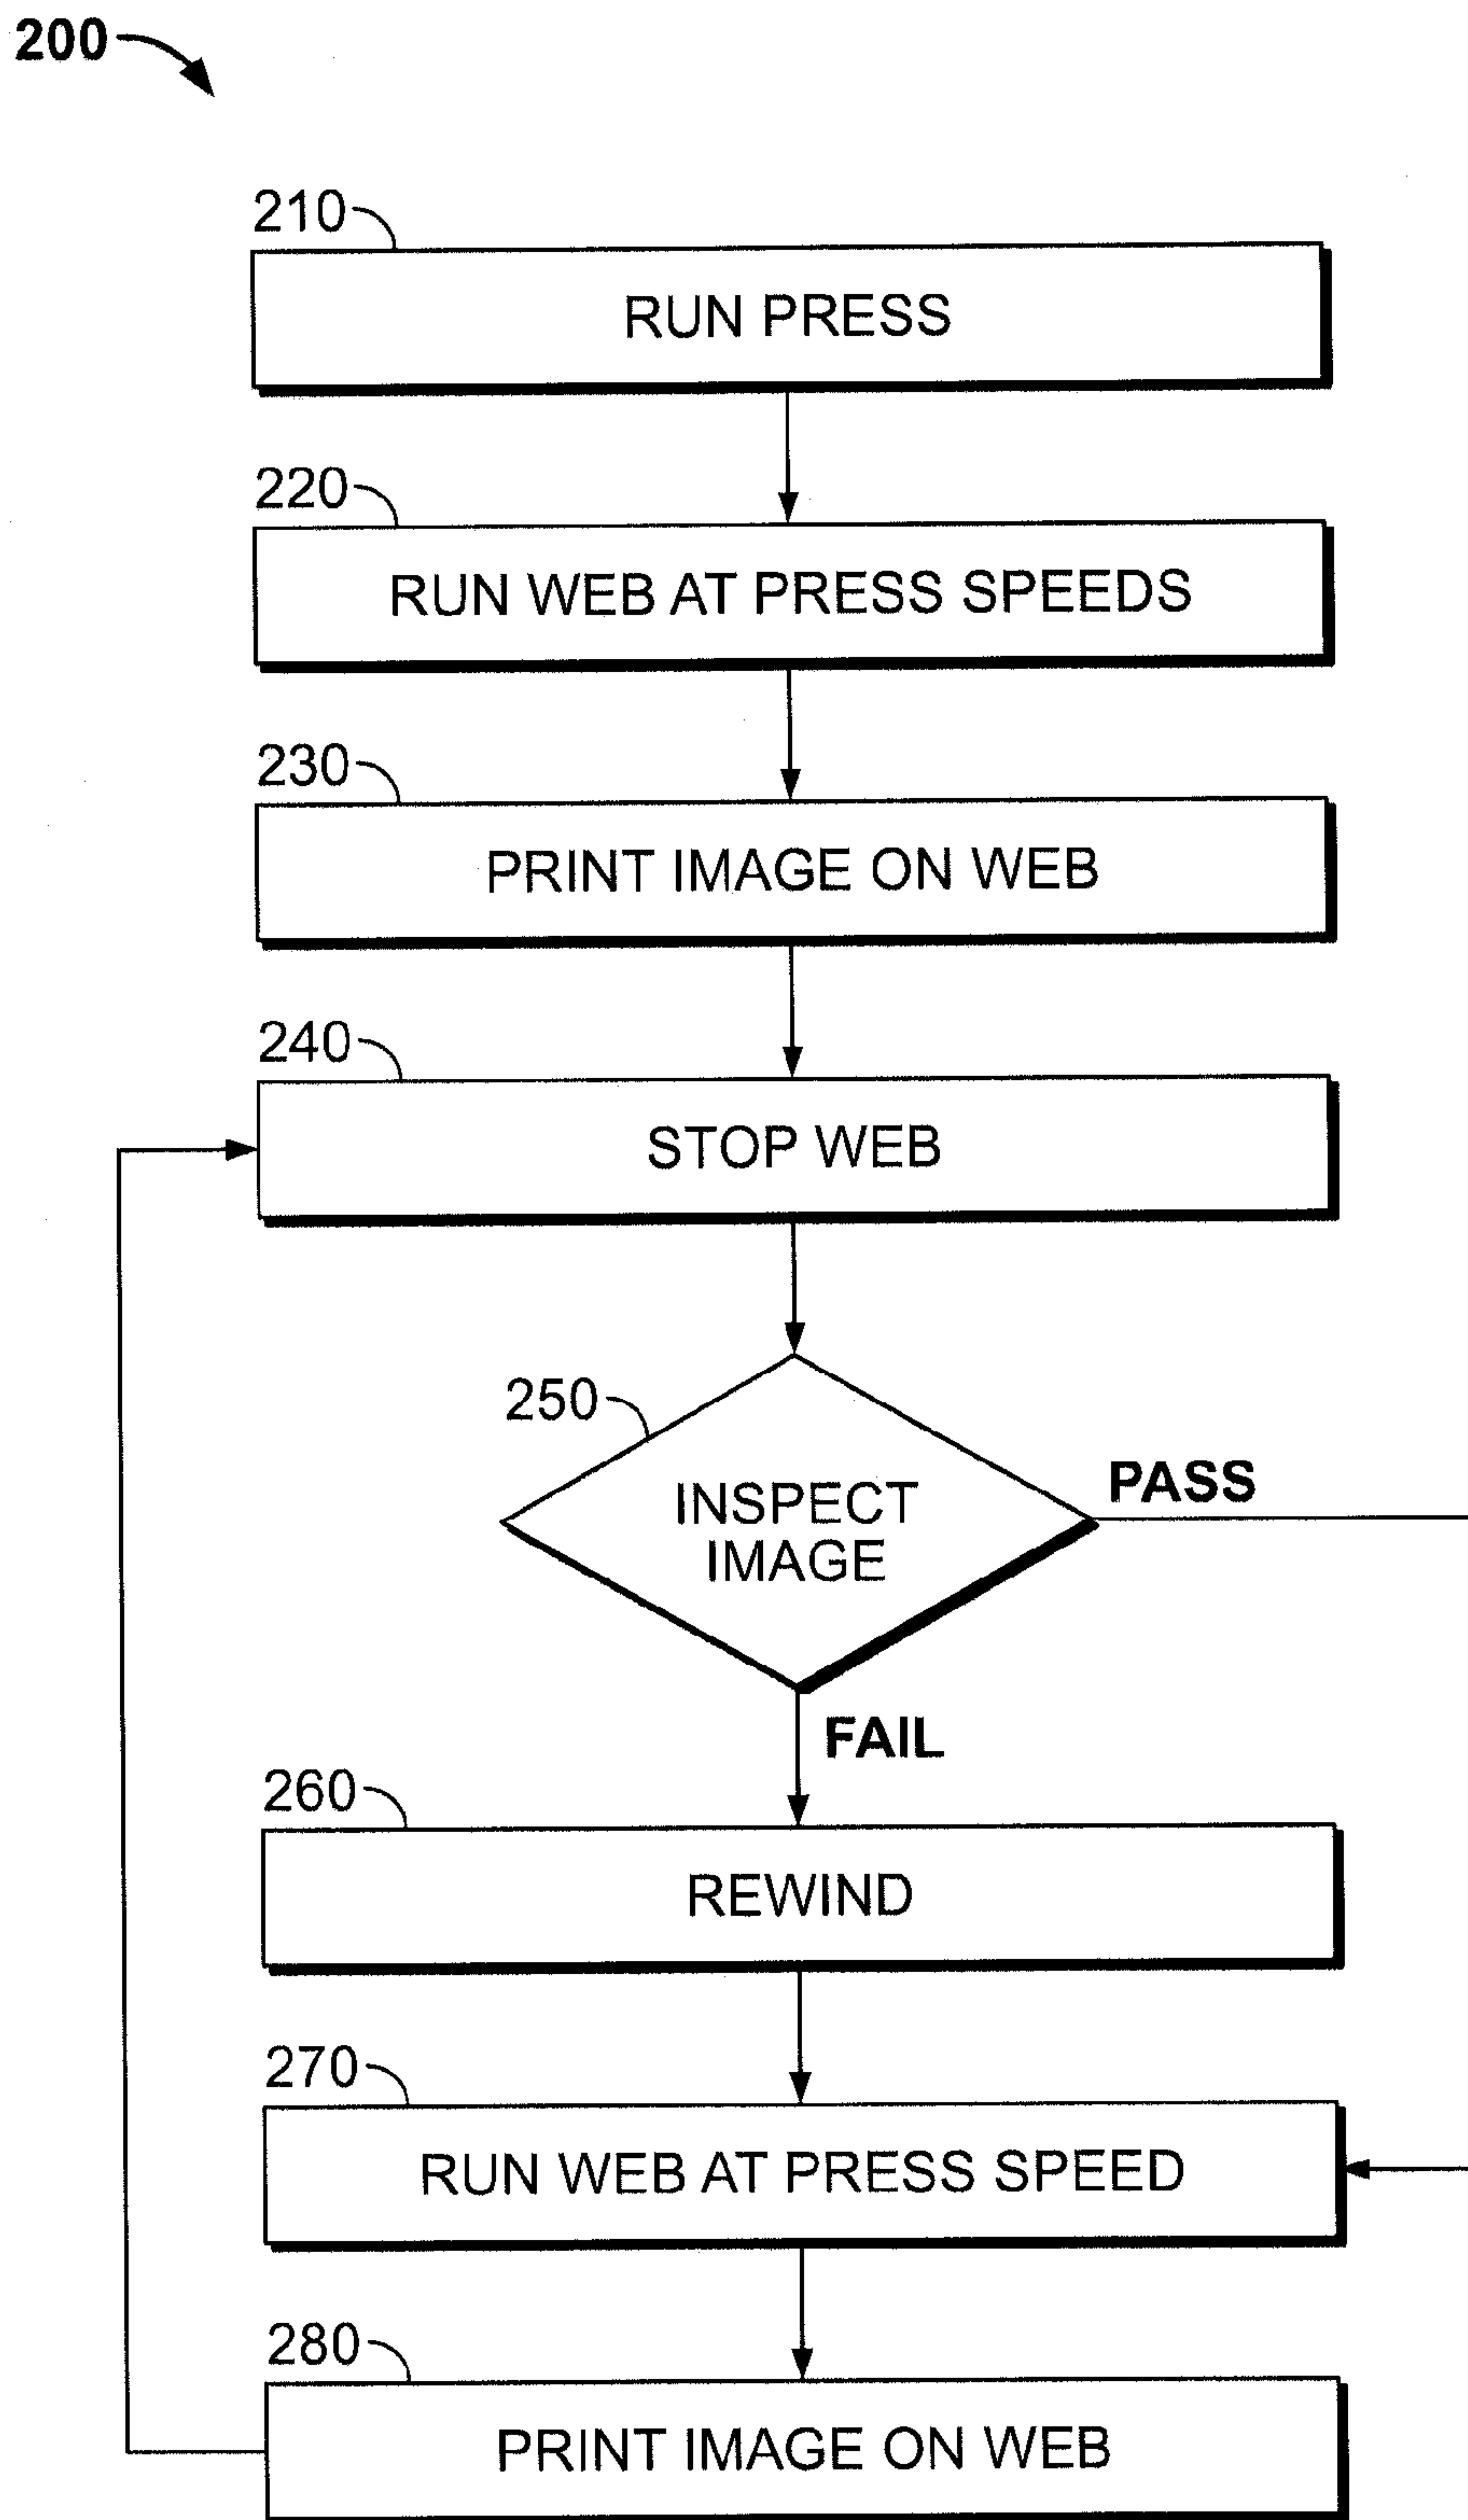 200
210
RUN PRESS
220
RUN WEB AT PRESS SPEEDS
230
PRINT IMAGE ON WEB
240
STOP WEB
250
INSPECT
IMAGE
PASS
FAIL
260
REWIND
270
RUN WEB AT PRESS SPEED
280
PRINT IMAGE ON WEB